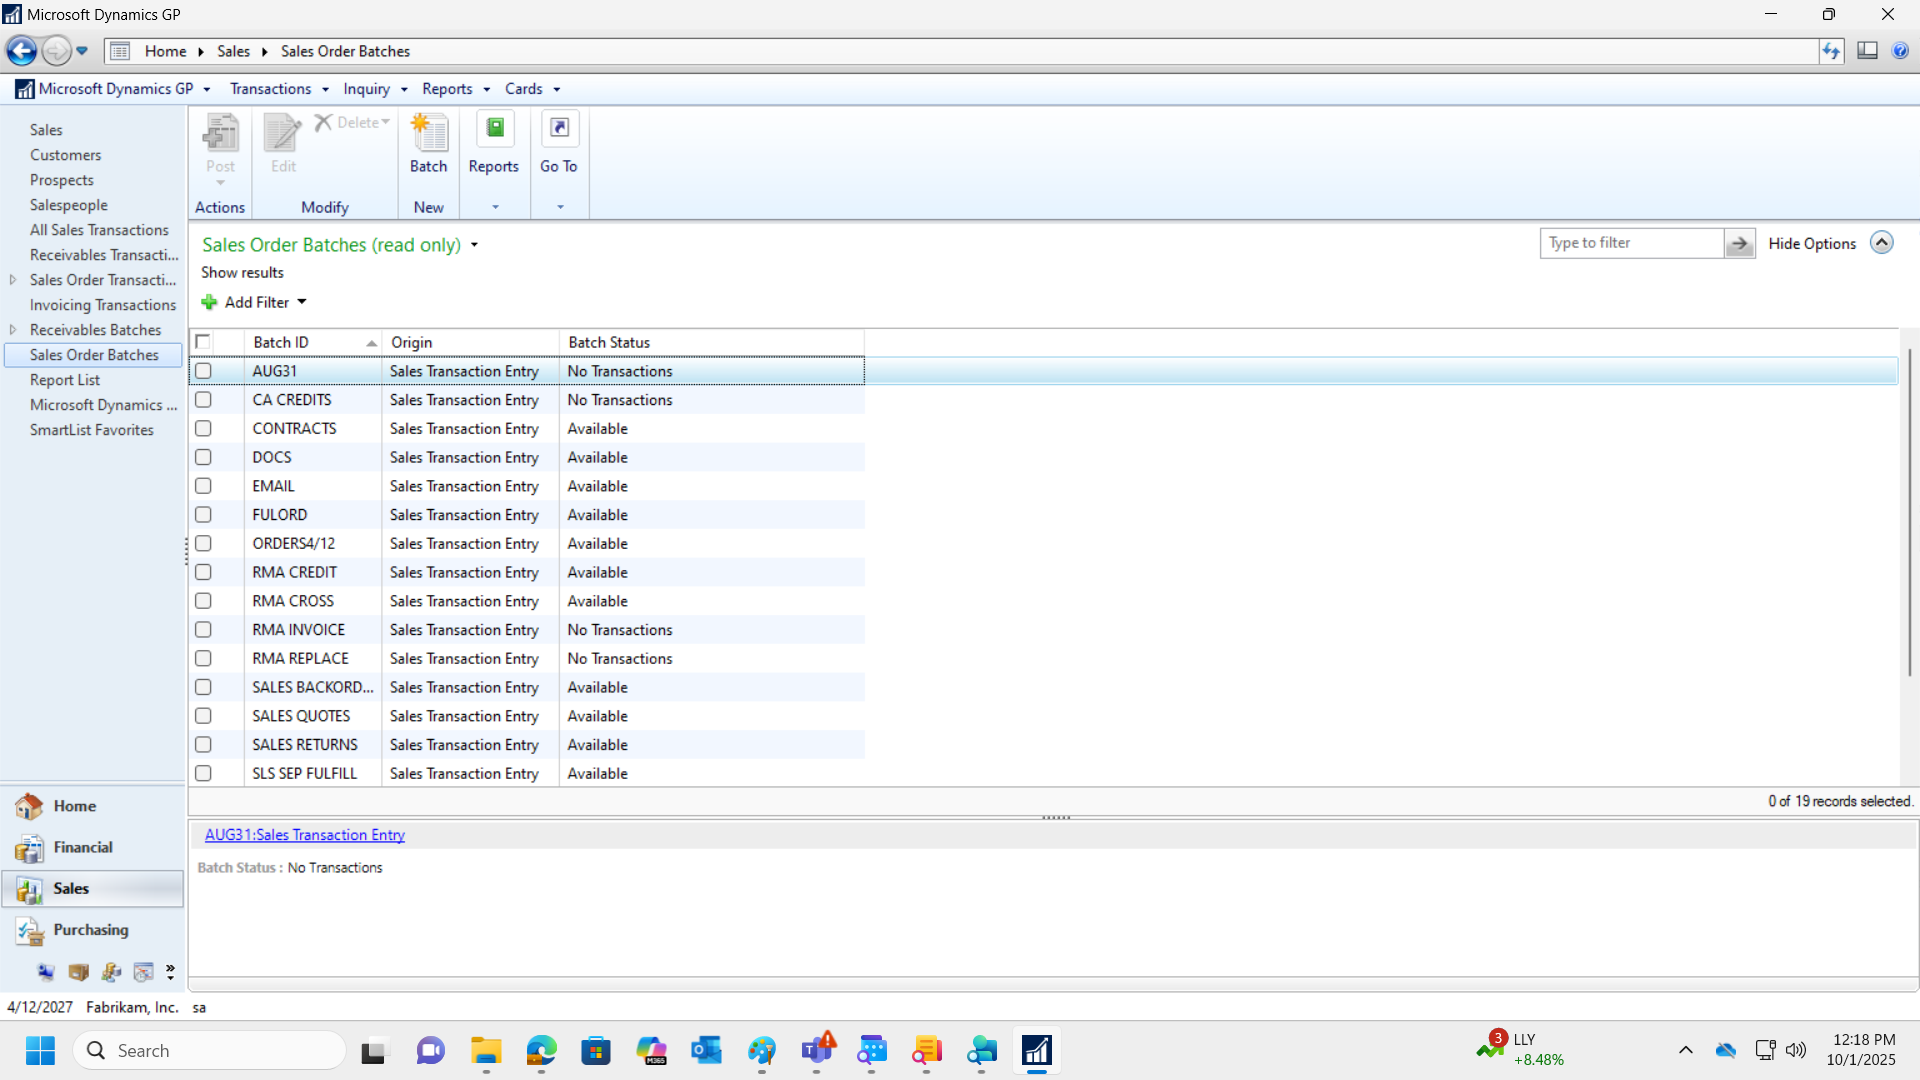 Microsoft Dynamics GP
Home Sales Sales Order Batches
Microsoft Dynamics GP Transactions Inquiry Reports Cards
Sales
Customers
Prospects
Salespeople
All Sales Transactions
Receivables Transacti...
Sales Order Transacti...
Invoicing Transactions
Receivables Batches
Sales Order Batches
Report List
Microsoft Dynamics ...
SmartList Favorites
Home
Financial
Sales
Purchasing
Post
Actions
Edit
Delete
Modify
Batch
New
Reports
Go To
Sales Order Batches (read only)
Type to filter
Hide Options
Show results
Add Filter
Batch ID Origin Batch Status
AUG31 Sales Transaction Entry No Transactions
CA CREDITS Sales Transaction Entry No Transactions
CONTRACTS Sales Transaction Entry Available
DOCS Sales Transaction Entry Available
EMAIL Sales Transaction Entry Available
FULORD Sales Transaction Entry Available
ORDERS4/12 Sales Transaction Entry Available
RMA CREDIT Sales Transaction Entry Available
RMA CROSS Sales Transaction Entry Available
RMA INVOICE Sales Transaction Entry No Transactions
RMA REPLACE Sales Transaction Entry No Transactions
SALES BACKORD... Sales Transaction Entry Available
SALES QUOTES Sales Transaction Entry Available
SALES RETURNS Sales Transaction Entry Available
SLS SEP FULFILL Sales Transaction Entry Available
0 of 19 records selected.
AUG31:Sales Transaction Entry
Batch Status : No Transactions
4/12/2027 Fabrikam, Inc. sa
Search
M365
3
LLY
+8.48%
12:18 PM
10/1/2025